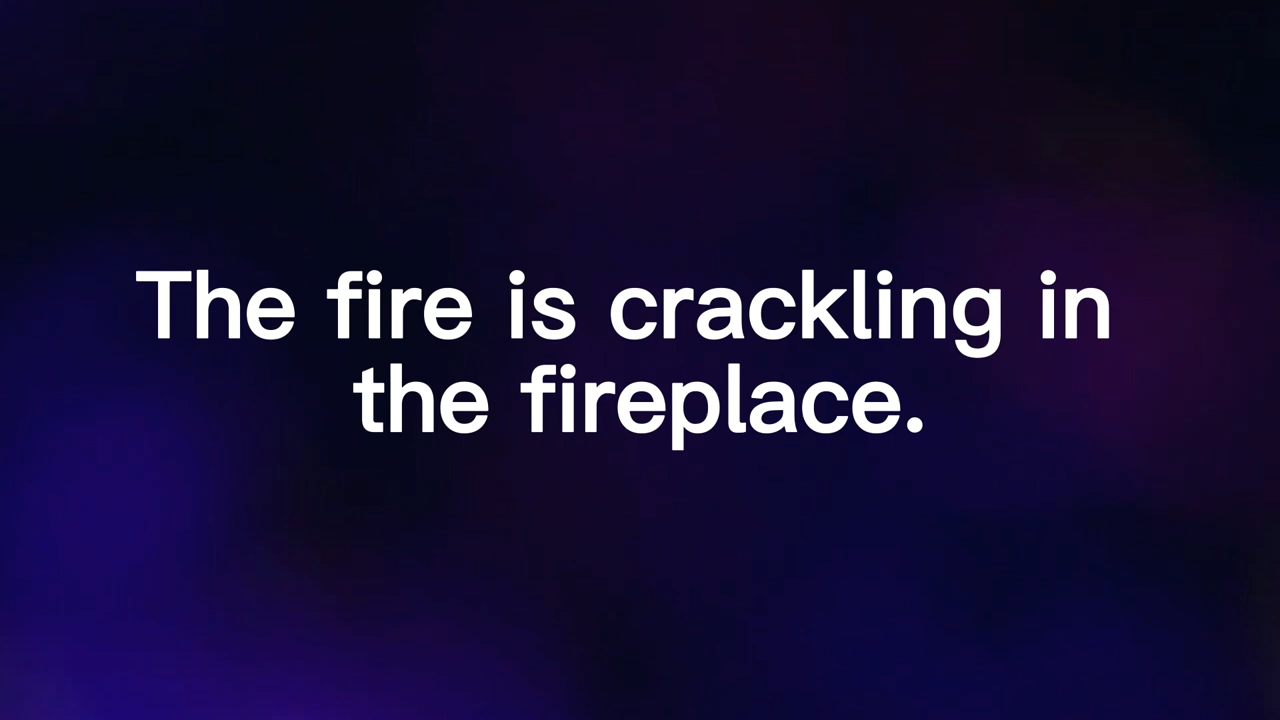 The fire is crackling in
the fireplace.